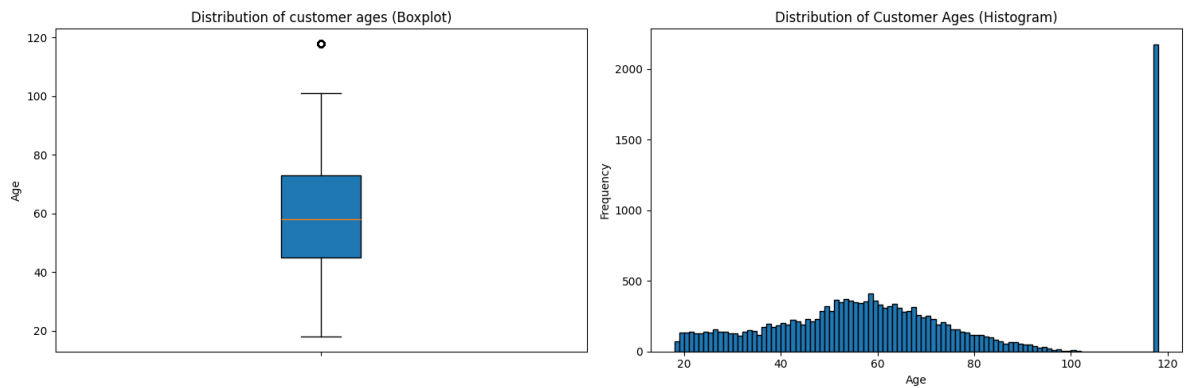 Distribution of customer ages (Boxplot)
120
100
80
60
40
20
Age
Distribution of Customer Ages (Histogram)
2000
1500
1000
500
0
Frequency
20 40 60 80 100 120
Age